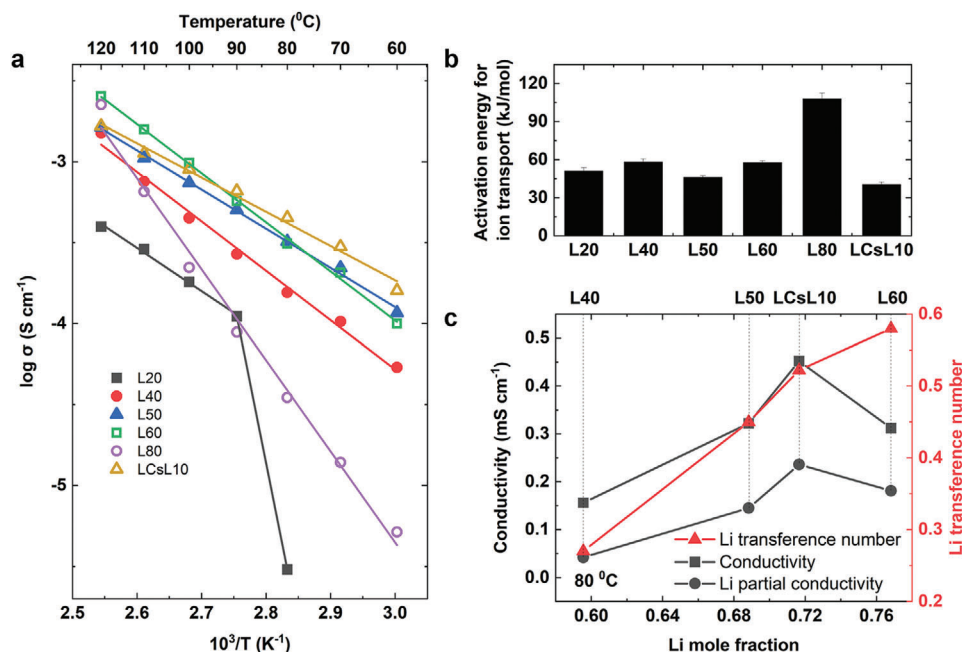 Temperature (⁰C)
120 110 100 90 80 70 60
a
log σ (S cm⁻¹)
-3
-4
-5
L20
L40
L50
L60
L80
LCsL10
2.5 2.6 2.7 2.8 2.9 3.0
10³/T (K⁻¹)
b
Activation energy for
ion transport (kJ/mol)
120
90
60
30
0
L20 L40 L50 L60 L80 LCsL10
c
L40 L50 LCsL10 L60
Conductivity (mS cm⁻¹)
0.5
0.4
0.3
0.2
0.1
0.0
Li transference number
Conductivity
Li partial conductivity
80 ⁰C
0.60 0.64 0.68 0.72 0.76
Li mole fraction
0.6
0.5
0.4
0.3
0.2
Li transference number